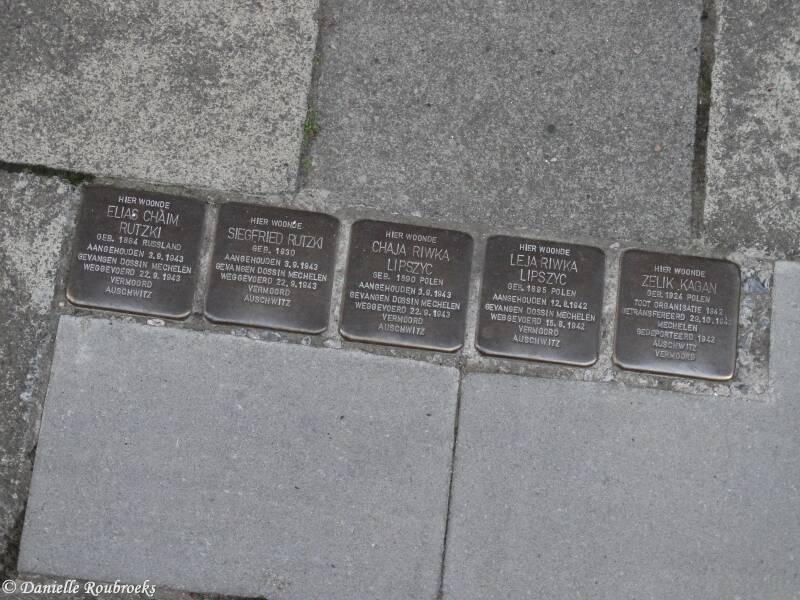 HIER WOONDE
ELIAS CHAIM
RUTZKI
GEB. 1884 RUSSLAND
AANGEHOUDEN 3.9.1943
GEVANGEN DOSSIN MECHELEN
WEGGEVOERD 22.9.1943
VERMOORD
AUSCHWITZ
HIER WOONDE
SIEGFRIED RUTZKI
GEB. 1930
AANGEHOUDEN 3.9.1943
GEVANGEN DOSSIN MECHELEN
WEGGEVOERD 22.9.1943
VERMOORD
AUSCHWITZ
HIER WOONDE
CHAJA RIWKA
LIPSZYC
GEB. 1890 POLEN
AANGEHOUDEN 3.9.1943
GEVANGEN DOSSIN MECHELEN
WEGGEVOERD 22.9.1943
VERMOORD
AUSCHWITZ
HIER WOONDE
LEJA RIWKA
LIPSZYC
GEB. 1895 POLEN
AANGEHOUDEN 12.8.1942
GEVANGEN DOSSIN MECHELEN
WEGGEVOERD 15.8.1942
VERMOORD
AUSCHWITZ
HIER WOONDE
ZELIK KAGAN
GEB. 1924 POLEN
TODT ORGANISATIE 1942
GETRANSFEREERD 29.10.1942
MECHELEN
GEDEPORTEERD 1942
AUSCHWITZ
VERMOORD
© Danielle Roubroeks